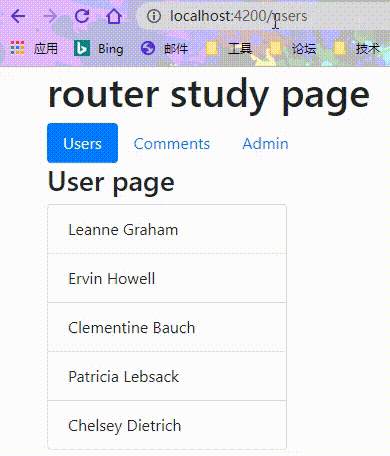 localhost:4200/users
应用 Bing 邮件 工具 论坛 技术
router study page
Users Comments Admin
User page
Leanne Graham
Ervin Howell
Clementine Bauch
Patricia Lebsack
Chelsey Dietrich